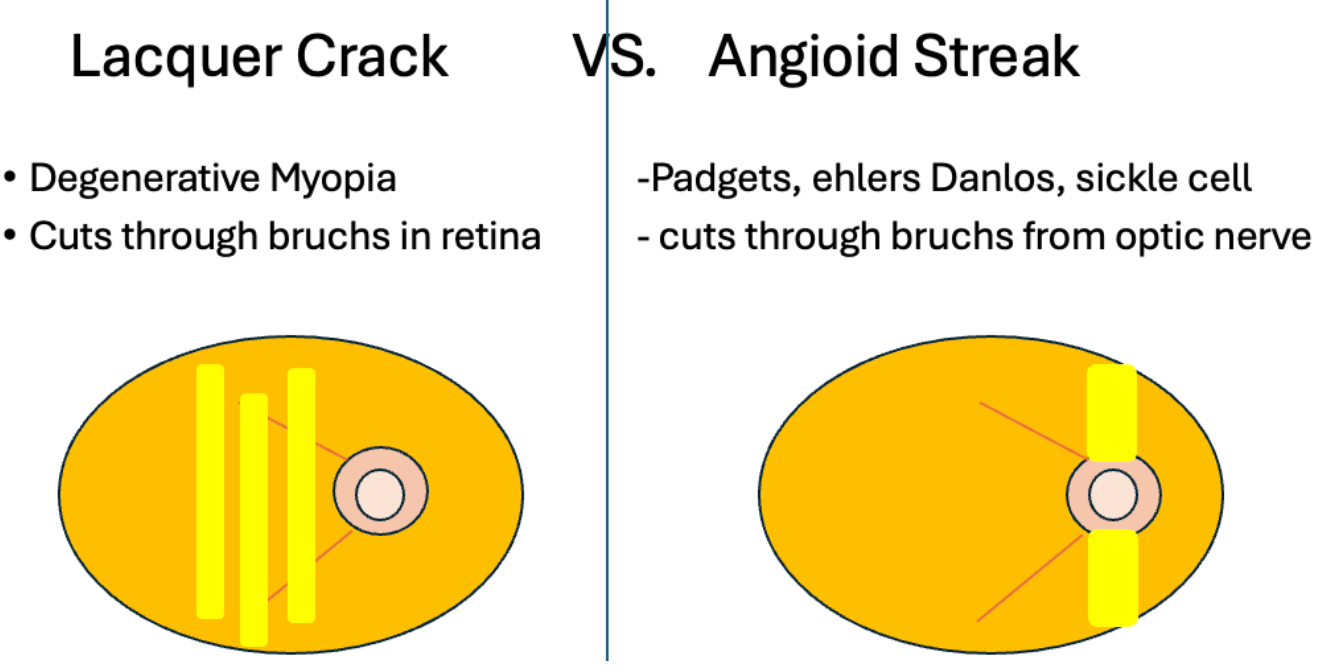 Lacquer Crack VS. Angioid Streak
• Degenerative Myopia
• Cuts through bruchs in retina
-Padgets, ehlers Danlos, sickle cell
- cuts through bruchs from optic nerve